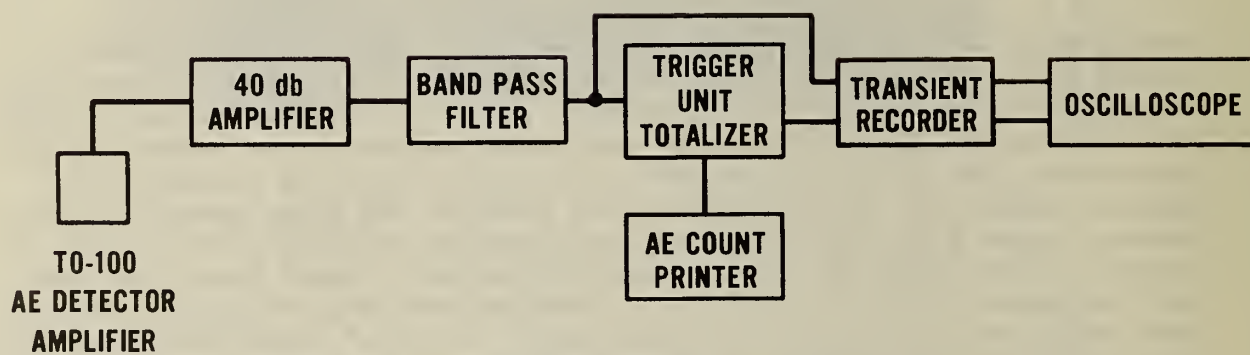 40 db
AMPLIFIER
BAND PASS
FILTER
TRIGGER
UNIT
TOTALIZER
TRANSIENT
RECORDER
OSCILLOSCOPE
AE COUNT
PRINTER
TO-100
AE DETECTOR
AMPLIFIER